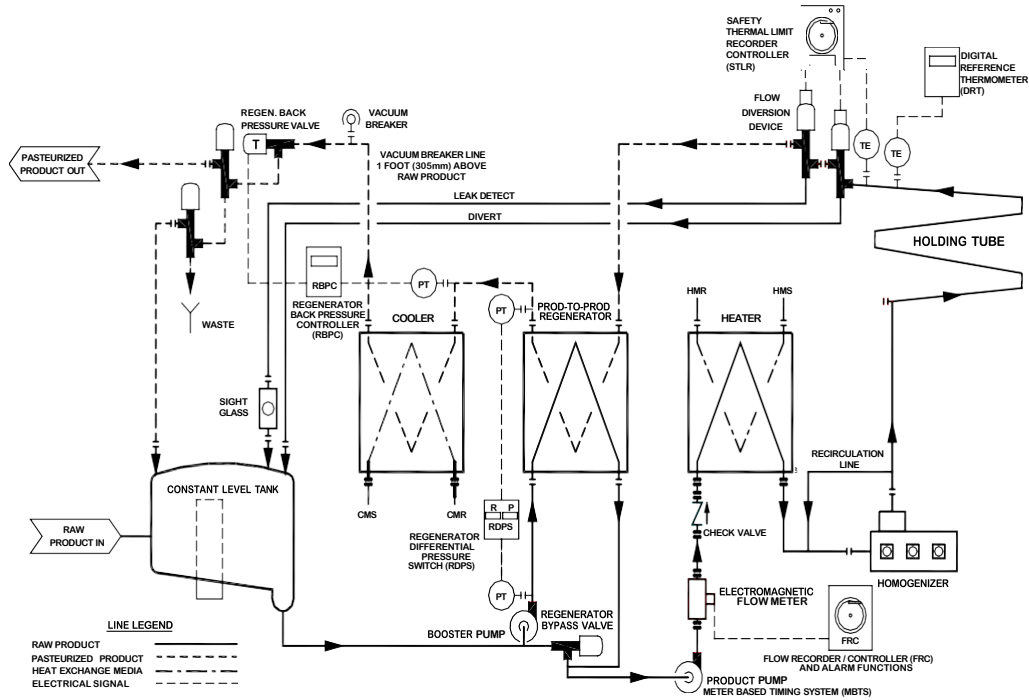 SAFETY
THERMAL LIMIT
RECORDER
CONTROLLER
(STLR)
DIGITAL
REFERENCE
THERMOMETER
(DRT)
FLOW
DIVERSION
DEVICE
TE
TE
REGEN. BACK
PRESSURE VALVE
T
VACUUM
BREAKER
VACUUM BREAKER LINE
1 FOOT (305mm) ABOVE
RAW PRODUCT
PASTEURIZED
PRODUCT OUT
LEAK DETECT
DIVERT
HOLDING TUBE
WASTE
RBPC
REGENERATOR
BACK PRESSURE
CONTROLLER
(RBPC)
PT
PT
COOLER
PROD-TO-PROD
REGENERATOR
HMR
HMS
HEATER
SIGHT
GLASS
RECIRCULATION
LINE
CONSTANT LEVEL TANK
CMS
CMR
R P
RDPS
REGENERATOR
DIFFERENTIAL
PRESSURE
SWITCH (RDPS)
PT
CHECK VALVE
RAW
PRODUCT IN
HOMOGENIZER
ELECTROMAGNETIC
FLOW METER
FRC
FLOW RECORDER / CONTROLLER (FRC)
AND ALARM FUNCTIONS
BOOSTER PUMP
REGENERATOR
BYPASS VALVE
PRODUCT PUMP
METER BASED TIMING SYSTEM (MBTS)
LINE LEGEND
RAW PRODUCT
PASTEURIZED PRODUCT
HEAT EXCHANGE MEDIA
ELECTRICAL SIGNAL